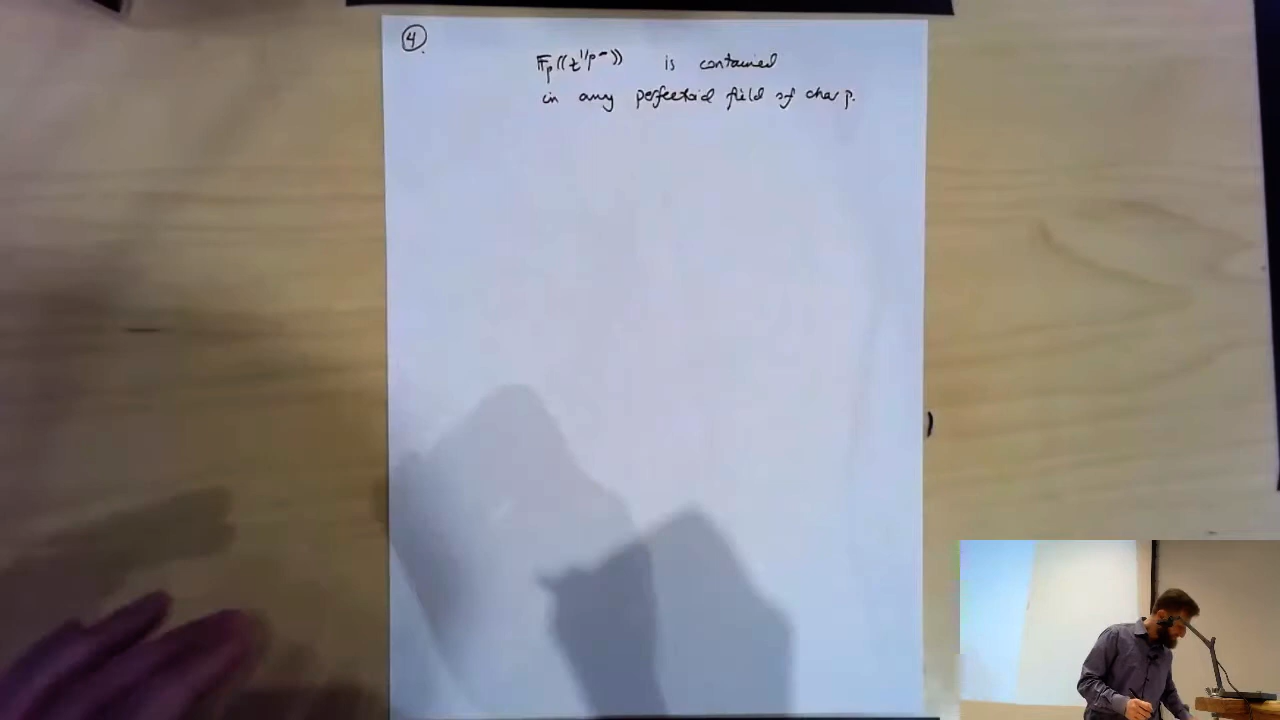 ④
𝔽ₚ((t^{1/p^∞})) is contained
in any perfectoid field of char p.